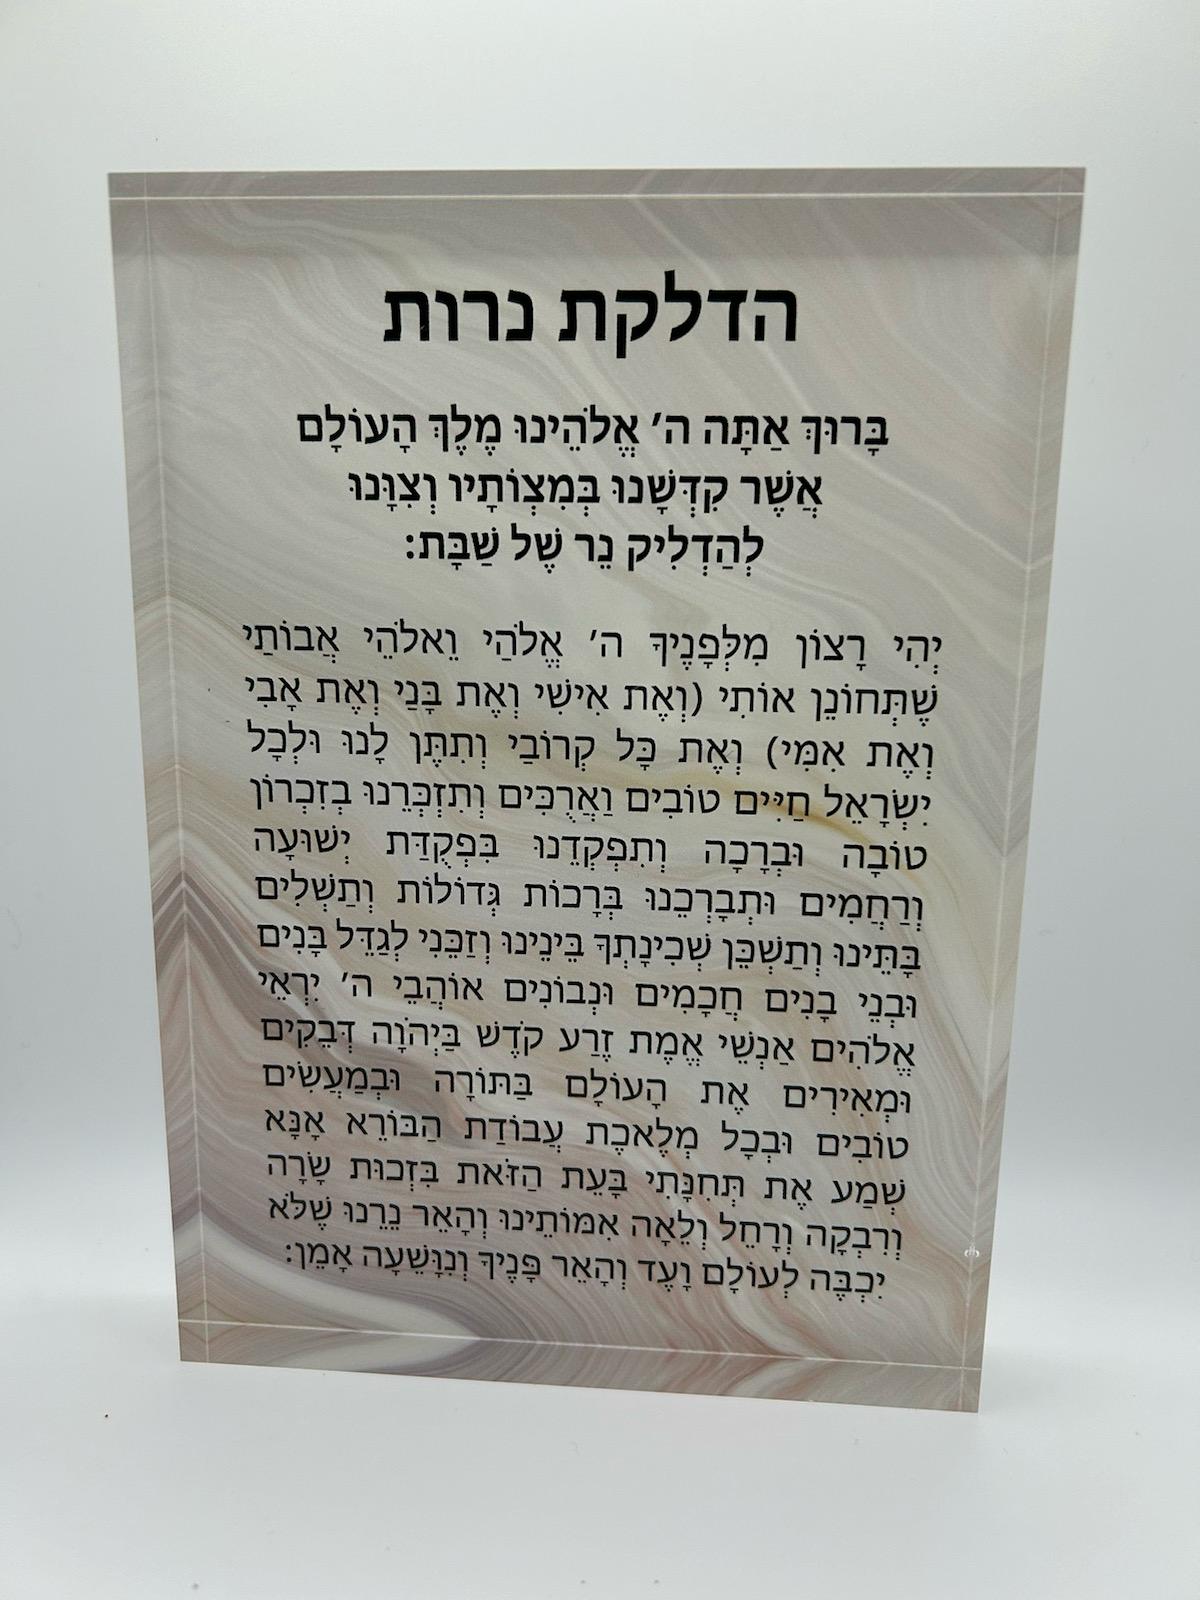 הדלקת נרות
בָּרוּךְ אַתָּה ה׳ אֱלֹהֵינוּ מֶלֶךְ הָעוֹלָם
אֲשֶׁר קִדְּשָׁנוּ בְּמִצְוֹתָיו וְצִוָּנוּ
לְהַדְלִיק נֵר שֶׁל שַׁבָּת:
יְהִי רָצוֹן מִלְּפָנֶיךָ ה׳ אֱלֹהַי וֵאלֹהֵי אֲבוֹתַי
שֶׁתְּחוֹנֵן אוֹתִי (וְאֶת אִישִׁי וְאֶת בָּנַי וְאֶת אָבִי
וְאֶת אִמִּי) וְאֶת כָּל קְרוֹבַי וְתִתֶּן לָנוּ וּלְכָל
יִשְׂרָאֵל חַיִּים טוֹבִים וַאֲרֻכִּים וְתִזְכְּרֵנוּ בְזִכְרוֹן
טוֹבָה וּבְרָכָה וְתִפְקְדֵנוּ בִּפְקֻדַּת יְשׁוּעָה
וְרַחֲמִים וּתְבָרְכֵנוּ בְּרָכוֹת גְּדוֹלוֹת וְתַשְׁלִים
בָּתֵּינוּ וְתַשְׁכֵּן שְׁכִינָתְךָ בֵּינֵינוּ וְזַכֵּנִי לְגַדֵּל בָּנִים
וּבְנֵי בָנִים חֲכָמִים וּנְבוֹנִים אוֹהֲבֵי ה׳ יִרְאֵי
אֱלֹהִים אַנְשֵׁי אֱמֶת זֶרַע קֹדֶשׁ בַּיְהֹוָה דְּבֵקִים
וּמְאִירִים אֶת הָעוֹלָם בַּתּוֹרָה וּבְמַעֲשִׂים
טוֹבִים וּבְכָל מְלֶאכֶת עֲבוֹדַת הַבּוֹרֵא אָנָּא
שְׁמַע אֶת תְּחִנָּתִי בָּעֵת הַזֹּאת בִּזְכוּת שָׂרָה
וְרִבְקָה וְרָחֵל וְלֵאָה אִמּוֹתֵינוּ וְהָאֵר נֵרֵנוּ שֶׁלֹּא
יִכְבֶּה לְעוֹלָם וָעֶד וְהָאֵר פָּנֶיךָ וְנִוָּשֵׁעָה אָמֵן: